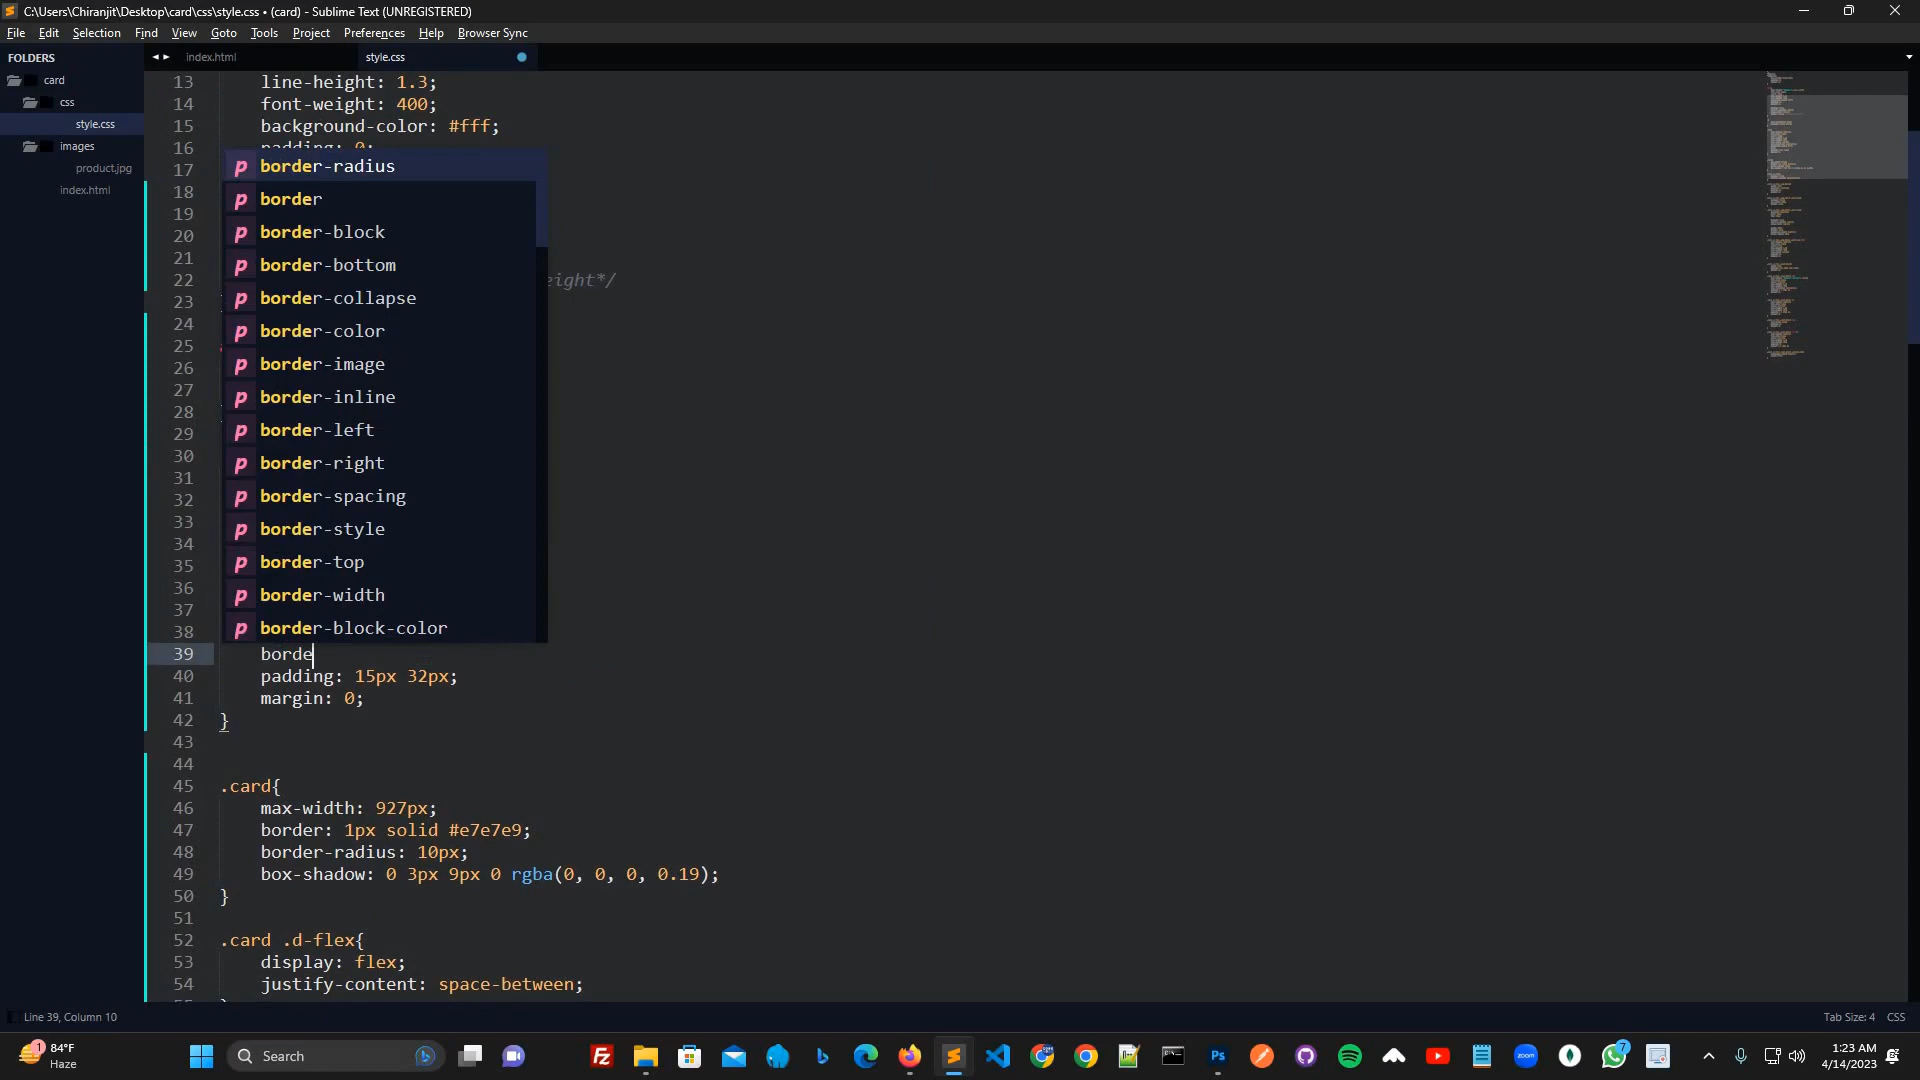 C:\Users\Chiranjit\Desktop\card\css\style.css • (card) - Sublime Text (UNREGISTERED)
File Edit Selection Find View Goto Tools Project Preferences Help Browser Sync
FOLDERS
card
css
style.css
images
product.jpg
index.html
index.html
style.css
13 line-height: 1.3;
14 font-weight: 400;
15 background-color: #fff;
16 padding: 0;
17
18
19
20
21
22 eight*/
23
24
25
26
27
28
29
30
31
32
33
34
35
36
37
38
border-radius
border
border-block
border-bottom
border-collapse
border-color
border-image
border-inline
border-left
border-right
border-spacing
border-style
border-top
border-width
border-block-color
39 borde
40 padding: 15px 32px;
41 margin: 0;
42 }
43
44
45 .card{
46 max-width: 927px;
47 border: 1px solid #e7e7e9;
48 border-radius: 10px;
49 box-shadow: 0 3px 9px 0 rgba(0, 0, 0, 0.19);
50 }
51
52 .card .d-flex{
53 display: flex;
54 justify-content: space-between;
Line 39, Column 10
Tab Size: 4 CSS
1
84°F
Haze
Search
7
1:23 AM
4/14/2023